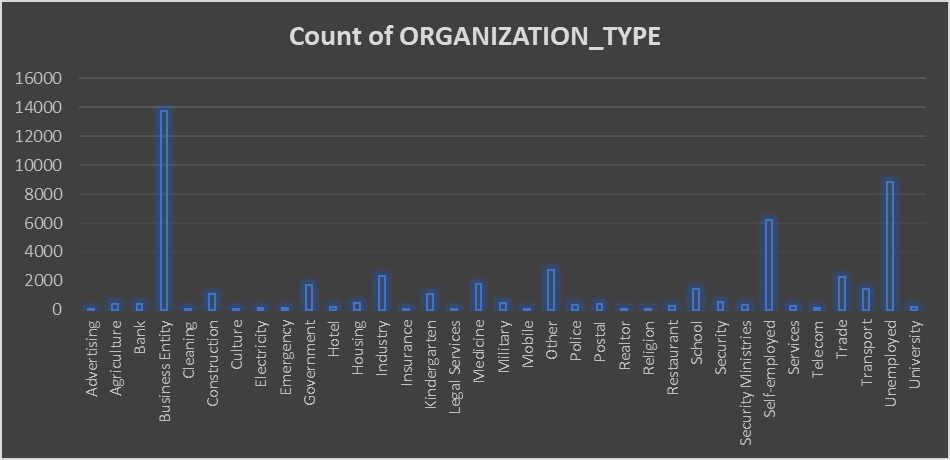 Count of ORGANIZATION_TYPE
16000
14000
12000
10000
8000
6000
4000
2000
0
Advertising
Agriculture
Bank
Business Entity
Cleaning
Construction
Culture
Electricity
Emergency
Government
Hotel
Housing
Industry
Insurance
Kindergarten
Legal Services
Medicine
Military
Mobile
Other
Police
Postal
Realtor
Religion
Restaurant
School
Security
Security Ministries
Self-employed
Services
Telecom
Trade
Transport
Unemployed
University